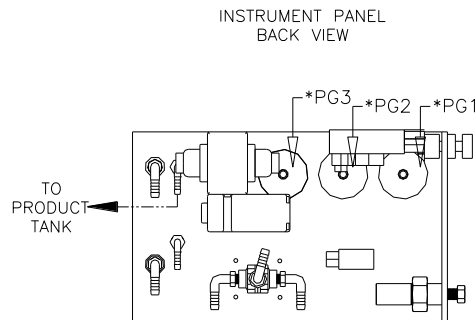 INSTRUMENT PANEL
BACK VIEW
*PG3
*PG2
*PG1
TO
PRODUCT
TANK